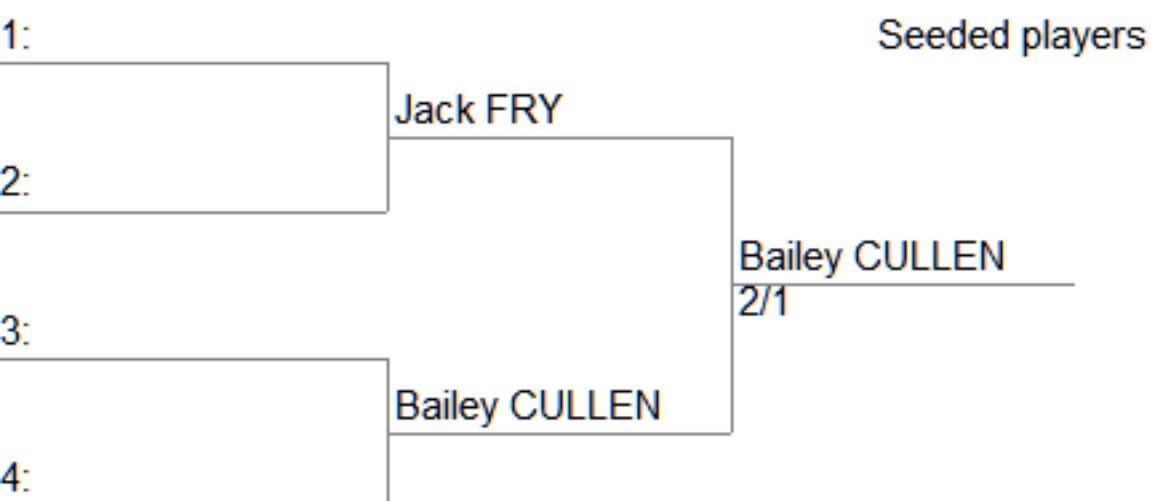 1:
Seeded players
Jack FRY
2:
Bailey CULLEN
2/1
3:
Bailey CULLEN
4: